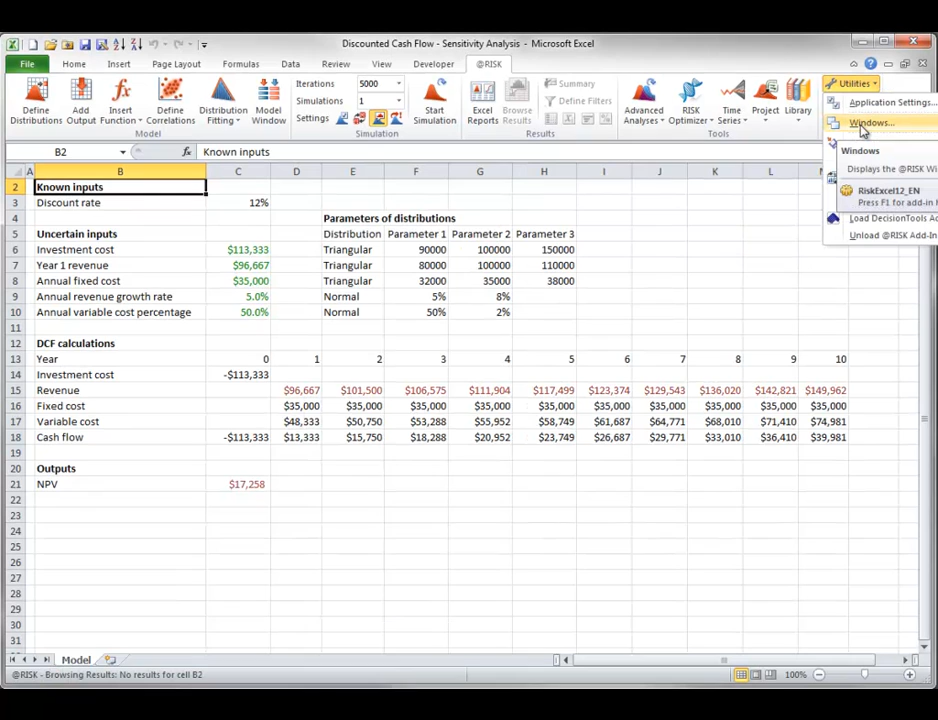 Discounted Cash Flow - Sensitivity Analysis - Microsoft Excel
File Home Insert Page Layout Formulas Data Review View Developer @RISK
Define Distributions
Add Output
Insert Function
Define Correlations
Distribution Fitting
Model Window
Model
Iterations 5000
Simulations 1
Settings
Start Simulation
Simulation
Excel Reports
Browse Results
Summary
Define Filters
Results
Advanced Analyses
RISK Optimizer
Time Series
Project
Library
Tools
Utilities
Application Settings...
Windows...
Windows
Displays the @RISK Wi
RiskExcel12_EN
Press F1 for add-in
Load DecisionTools Ad
Unload @RISK Add-In
B2 fx Known inputs
A B C D E F G H I J K L M
2 Known inputs
3 Discount rate 12%
4 Parameters of distributions
5 Uncertain inputs Distribution Parameter 1 Parameter 2 Parameter 3
6 Investment cost $113,333 Triangular 90000 100000 150000
7 Year 1 revenue $96,667 Triangular 80000 100000 110000
8 Annual fixed cost $35,000 Triangular 32000 35000 38000
9 Annual revenue growth rate 5.0% Normal 5% 8%
10 Annual variable cost percentage 50.0% Normal 50% 2%
11
12 DCF calculations
13 Year 0 1 2 3 4 5 6 7 8 9 10
14 Investment cost -$113,333
15 Revenue $96,667 $101,500 $106,575 $111,904 $117,499 $123,374 $129,543 $136,020 $142,821 $149,962
16 Fixed cost $35,000 $35,000 $35,000 $35,000 $35,000 $35,000 $35,000 $35,000 $35,000 $35,000
17 Variable cost $48,333 $50,750 $53,288 $55,952 $58,749 $61,687 $64,771 $68,010 $71,410 $74,981
18 Cash flow -$113,333 $13,333 $15,750 $18,288 $20,952 $23,749 $26,687 $29,771 $33,010 $36,410 $39,981
19
20 Outputs
21 NPV $17,258
22
23
24
25
26
27
28
29
30
31
Model
@RISK - Browsing Results: No results for cell B2 100%